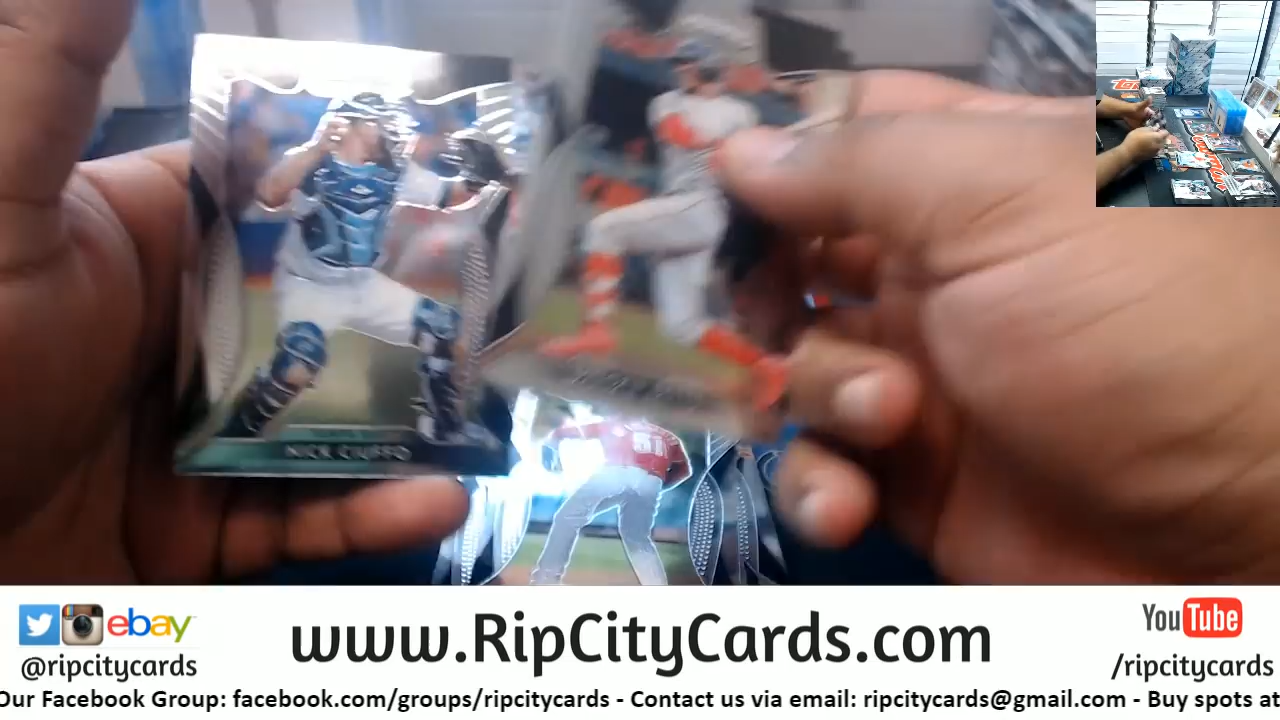 NICK CIUFFO
51
ebay
@ripcitycards
www.RipCityCards.com
YouTube
/ripcitycards
Our Facebook Group: facebook.com/groups/ripcitycards - Contact us via email: ripcitycards@gmail.com - Buy spots at